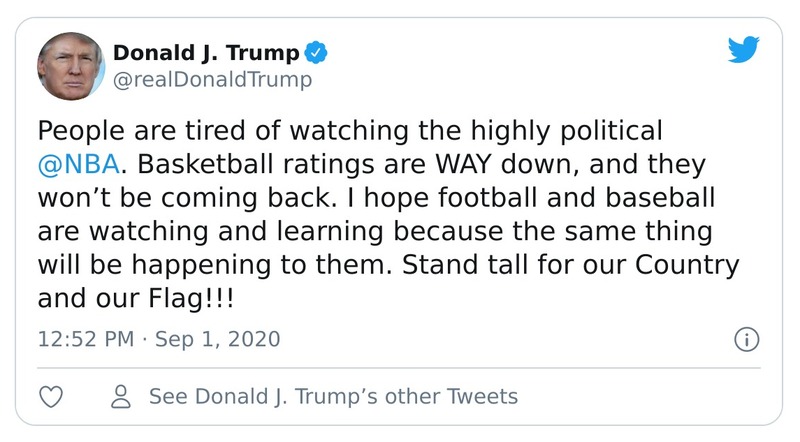 Donald J. Trump
@realDonaldTrump
People are tired of watching the highly political
@NBA. Basketball ratings are WAY down, and they
won’t be coming back. I hope football and baseball
are watching and learning because the same thing
will be happening to them. Stand tall for our Country
and our Flag!!!
12:52 PM · Sep 1, 2020
See Donald J. Trump’s other Tweets